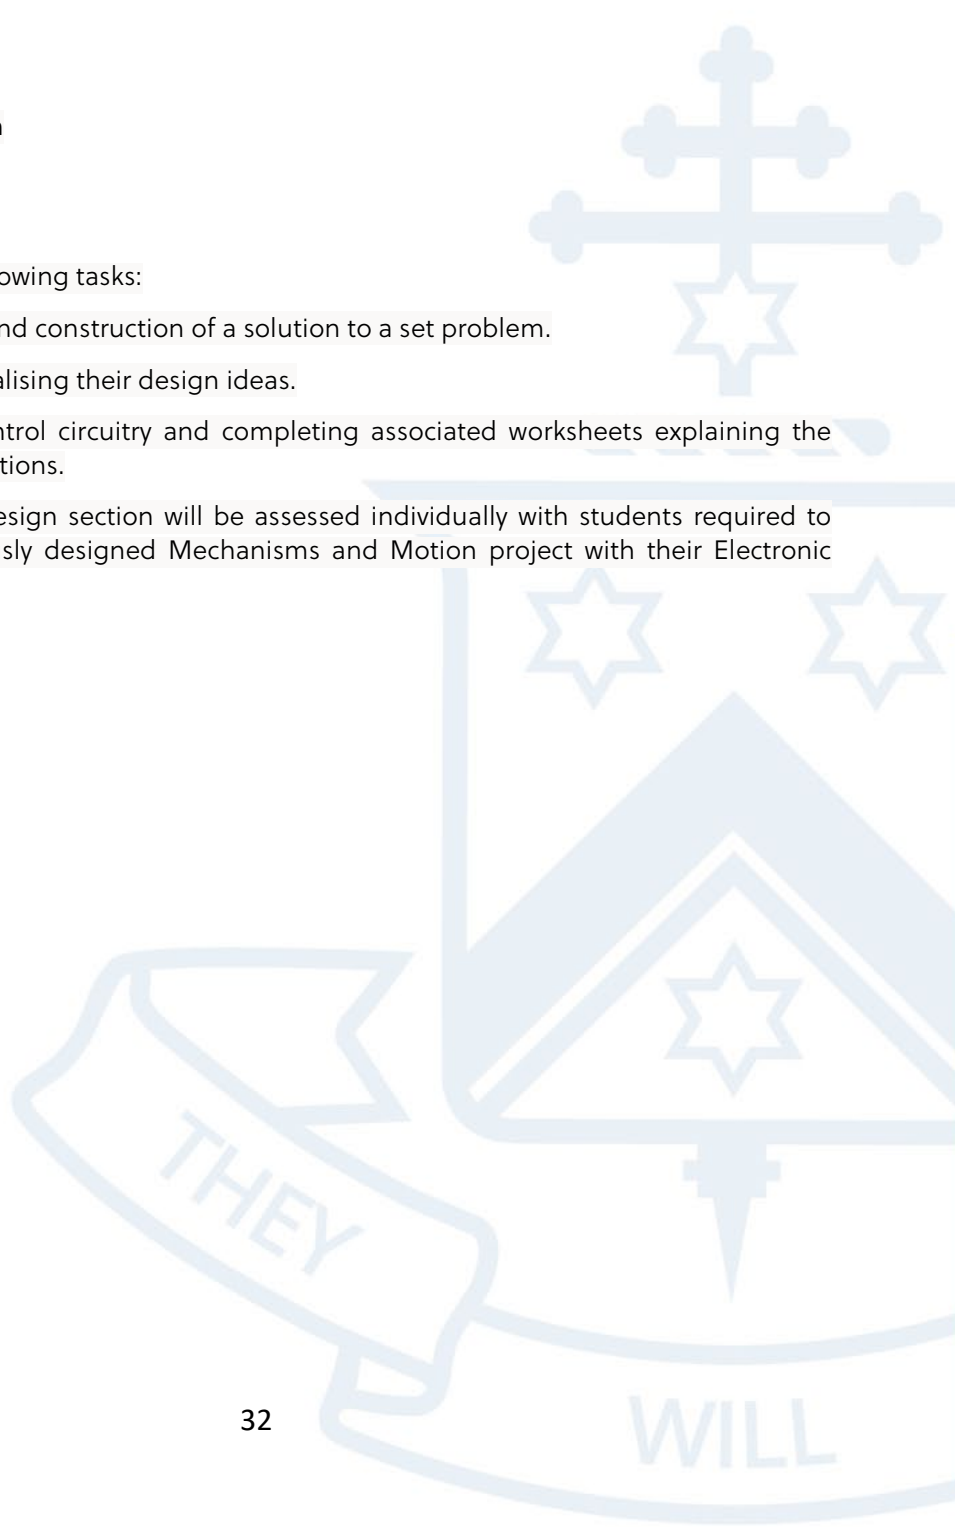 owing tasks:
nd construction of a solution to a set problem.
alising their design ideas.
ntrol circuitry and completing associated worksheets explaining the
tions.
esign section will be assessed individually with students required to
sly designed Mechanisms and Motion project with their Electronic
THEY
32
WILL